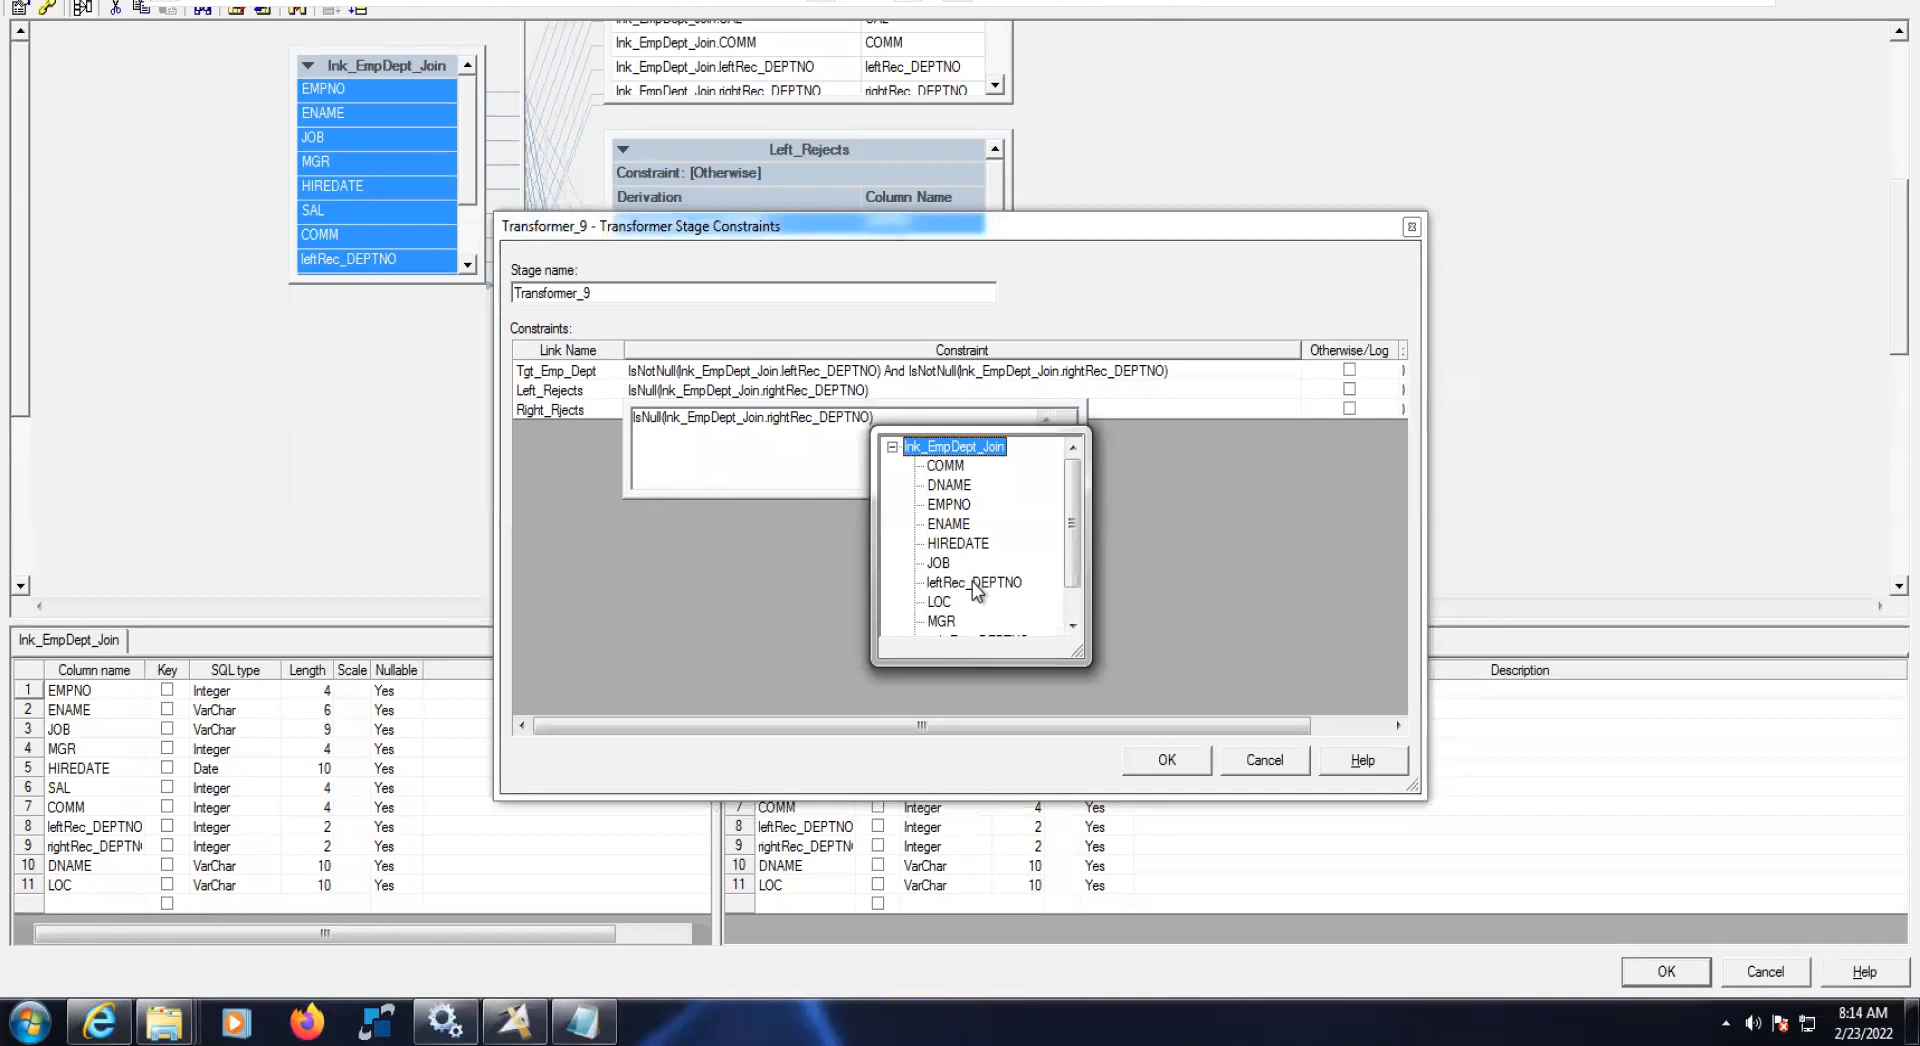 lnk_EmpDept_Join
EMPNO
ENAME
JOB
MGR
HIREDATE
SAL
COMM
leftRec_DEPTNO
lnk_EmpDept_Join.COMM COMM
lnk_EmpDept_Join.leftRec_DEPTNO leftRec_DEPTNO
lnk_EmpDept_Join.rightRec_DEPTNO rightRec_DEPTNO
Left_Rejects
Constraint: [Otherwise]
Derivation Column Name
Transformer_9 - Transformer Stage Constraints
Stage name:
Transformer_9
Constraints:
Link Name Constraint Otherwise/Log
Tgt_Emp_Dept IsNotNull(lnk_EmpDept_Join.leftRec_DEPTNO) And IsNotNull(lnk_EmpDept_Join.rightRec_DEPTNO)
Left_Rejects IsNull(lnk_EmpDept_Join.rightRec_DEPTNO)
Right_Rjects
IsNull(lnk_EmpDept_Join.rightRec_DEPTNO)
lnk_EmpDept_Join
COMM
DNAME
EMPNO
ENAME
HIREDATE
JOB
leftRec_DEPTNO
LOC
MGR
OK Cancel Help
lnk_EmpDept_Join
Column name Key SQL type Length Scale Nullable
1 EMPNO Integer 4 Yes
2 ENAME VarChar 6 Yes
3 JOB VarChar 9 Yes
4 MGR Integer 4 Yes
5 HIREDATE Date 10 Yes
6 SAL Integer 4 Yes
7 COMM Integer 4 Yes
8 leftRec_DEPTNO Integer 2 Yes
9 rightRec_DEPTN Integer 2 Yes
10 DNAME VarChar 10 Yes
11 LOC VarChar 10 Yes
Description
7 COMM Integer 4 Yes
8 leftRec_DEPTNO Integer 2 Yes
9 rightRec_DEPTN Integer 2 Yes
10 DNAME VarChar 10 Yes
11 LOC VarChar 10 Yes
OK Cancel Help
8:14 AM
2/23/2022